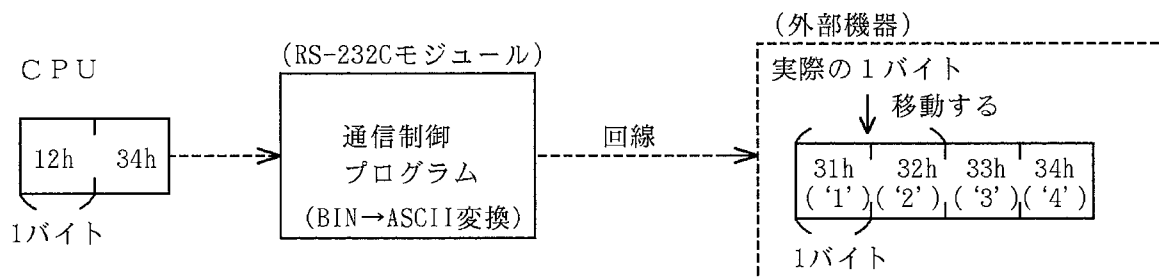 CPU
12h 34h
1バイト
(RS-232Cモジュール)
通信制御
プログラム
(BIN→ASCII変換)
回線
(外部機器)
実際の1バイト
移動する
31h 32h 33h 34h
('1') ('2') ('3') ('4')
1バイト